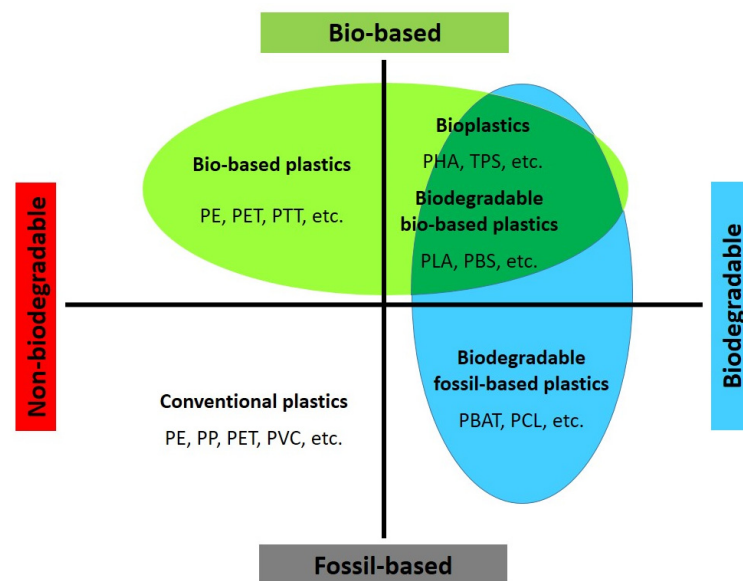 Bio-based
Bioplastics
PHA, TPS, etc.
Bio-based plastics
PE, PET, PTT, etc.
Biodegradable
bio-based plastics
PLA, PBS, etc.
Non-biodegradable
Biodegradable
Biodegradable
fossil-based plastics
PBAT, PCL, etc.
Conventional plastics
PE, PP, PET, PVC, etc.
Fossil-based